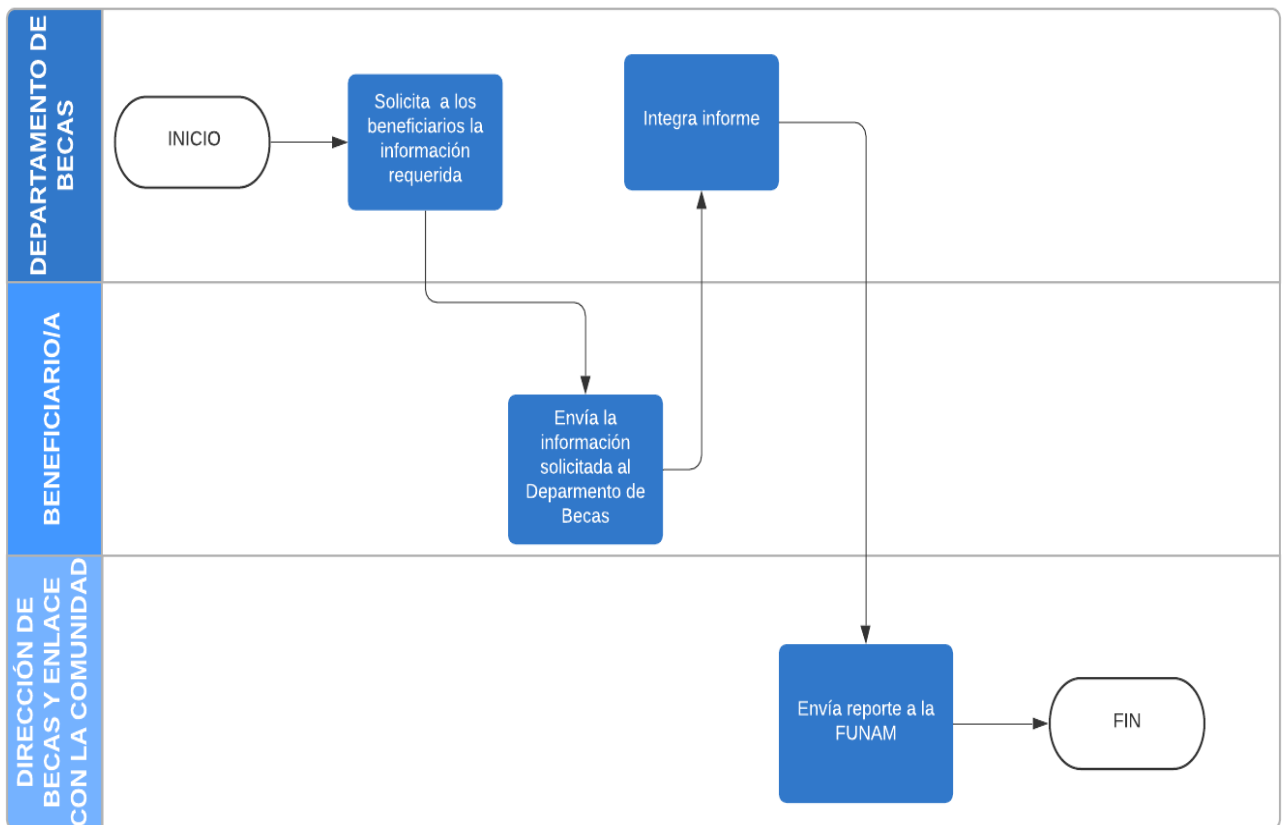 DEPARTAMENTO DE
BECAS
INICIO
Solicita a los
beneficiarios la
información
requerida
Integra informe
BENEFICIARIO/A
Envía la
información
solicitada al
Deparmento de
Becas
DIRECCIÓN DE
BECAS Y ENLACE
CON LA COMUNIDAD
Envía reporte a la
FUNAM
FIN